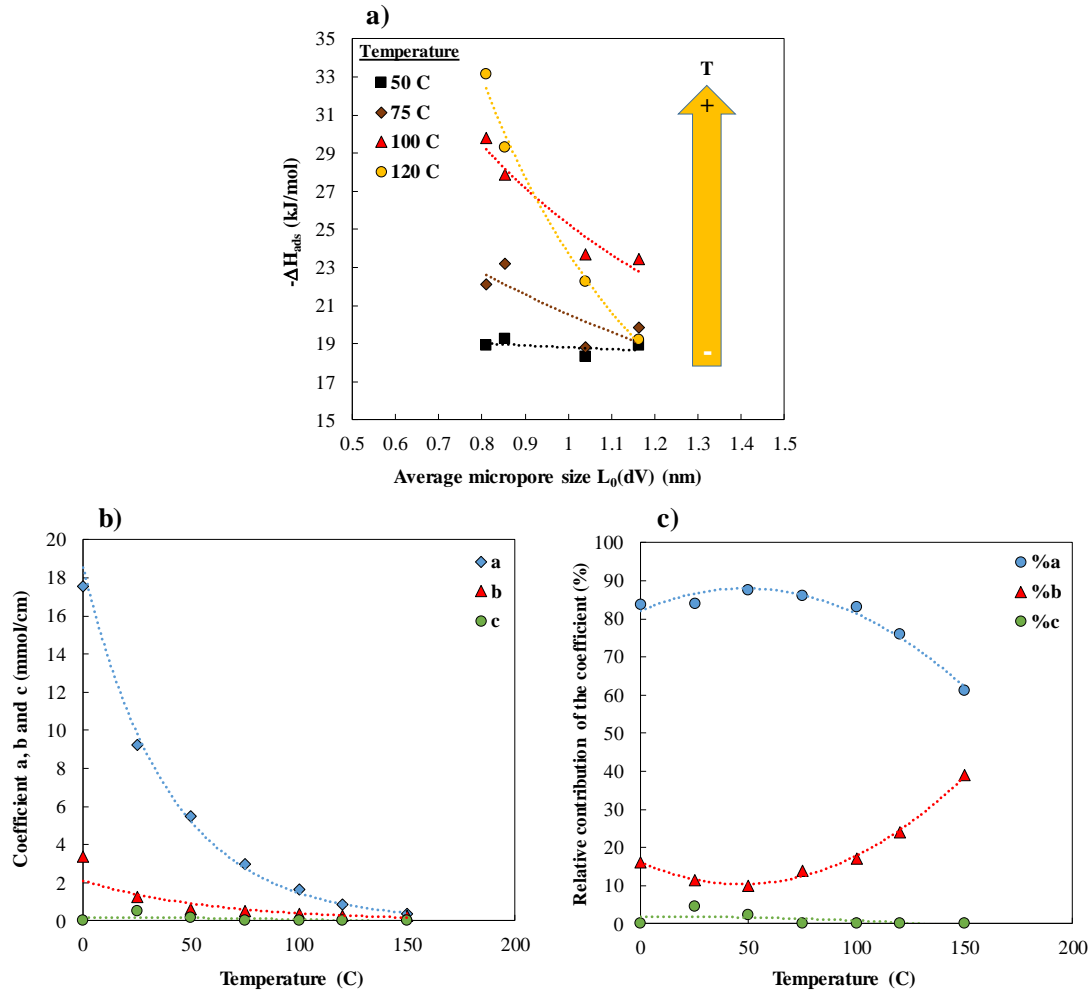 a)
35
33
31
29
27
25
23
21
19
17
15
-ΔHads (kJ/mol)
Temperature
50 C
75 C
100 C
120 C
T
+
-
0.5 0.6 0.7 0.8 0.9 1 1.1 1.2 1.3 1.4 1.5
Average micropore size L0(dV) (nm)
b)
20
18
16
14
12
10
8
6
4
2
0
Coefficient a, b and c (mmol/cm)
a
b
c
0 50 100 150 200
Temperature (C)
c)
100
90
80
70
60
50
40
30
20
10
0
Relative contribution of the coefficient (%)
%a
%b
%c
0 50 100 150 200
Temperature (C)